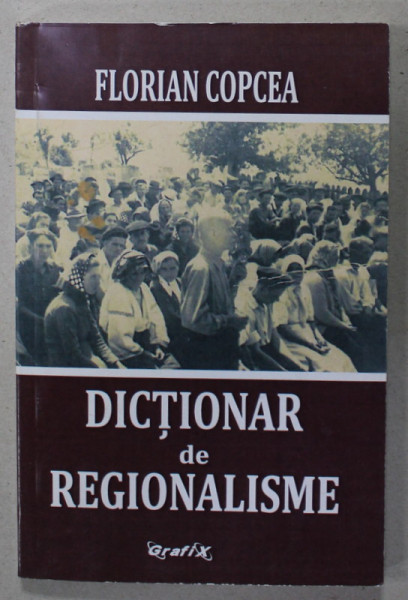 FLORIAN COPCEA
DICȚIONAR
de
REGIONALISME
GrafiX